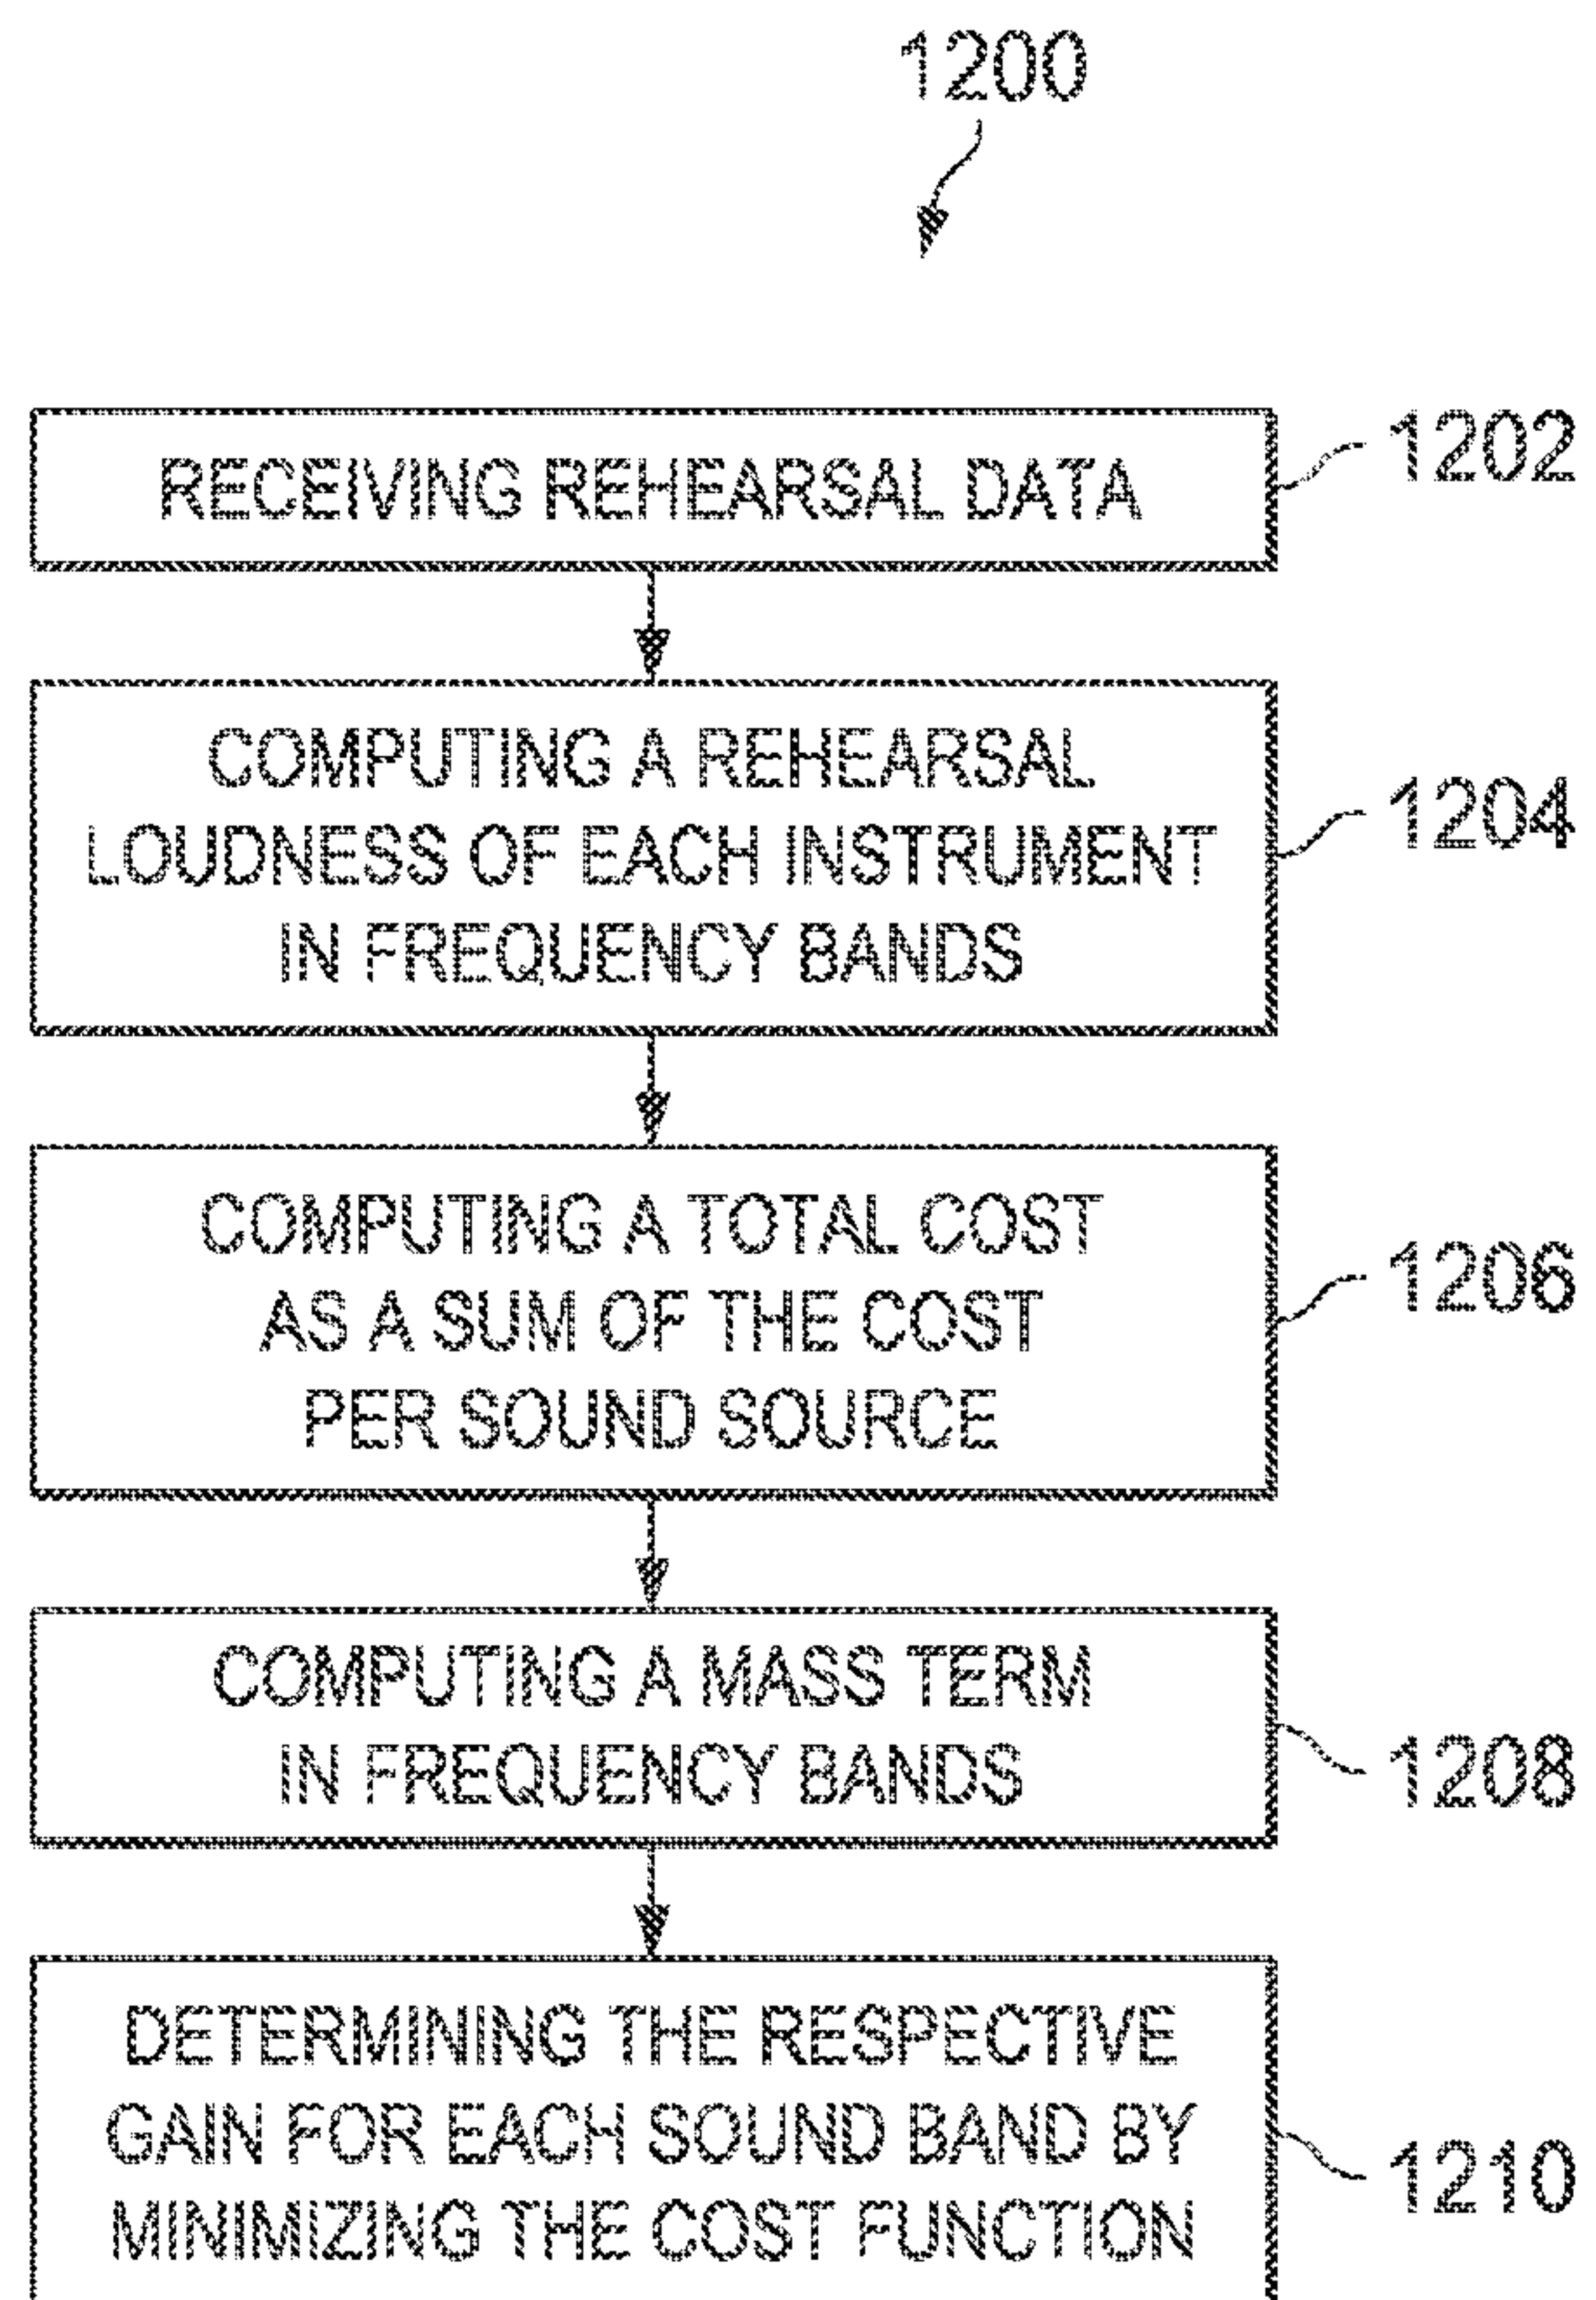 1200
RECEIVING REHEARSAL DATA
1202
COMPUTING A REHEARSAL
LOUDNESS OF EACH INSTRUMENT
IN FREQUENCY BANDS
1204
COMPUTING A TOTAL COST
AS A SUM OF THE COST
PER SOUND SOURCE
1206
COMPUTING A MASS TERM
IN FREQUENCY BANDS
1208
DETERMINING THE RESPECTIVE
GAIN FOR EACH SOUND BAND BY
MINIMIZING THE COST FUNCTION
1210